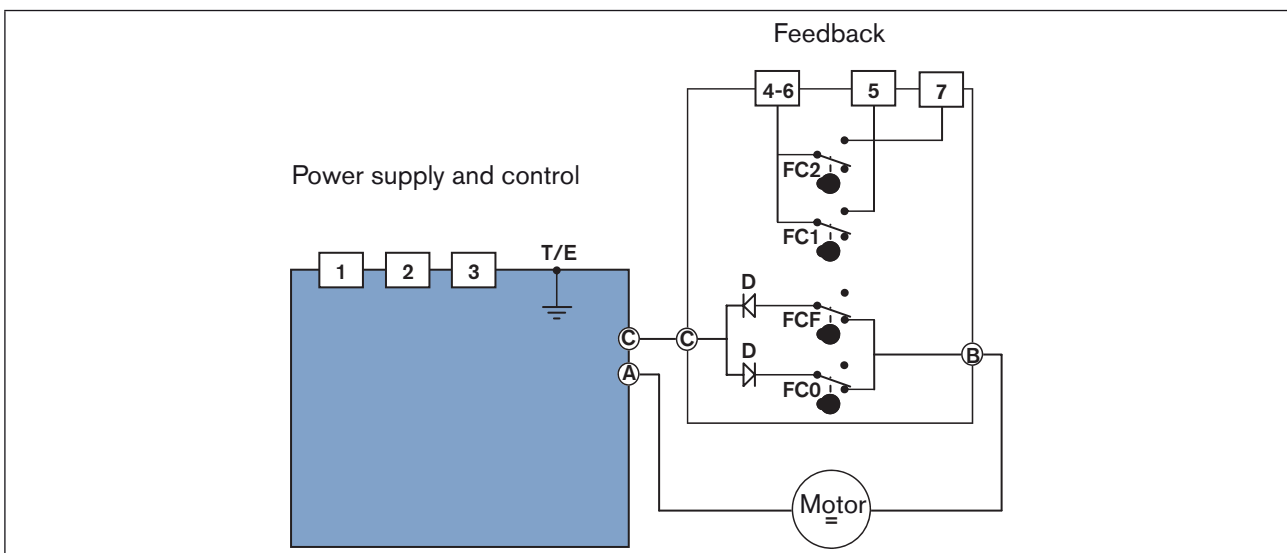 Feedback
4-6 5 7
FC2
Power supply and control
FC1
1 2 3 T/E
D
FCF
C C
D
B
A
FC0
Motor
=